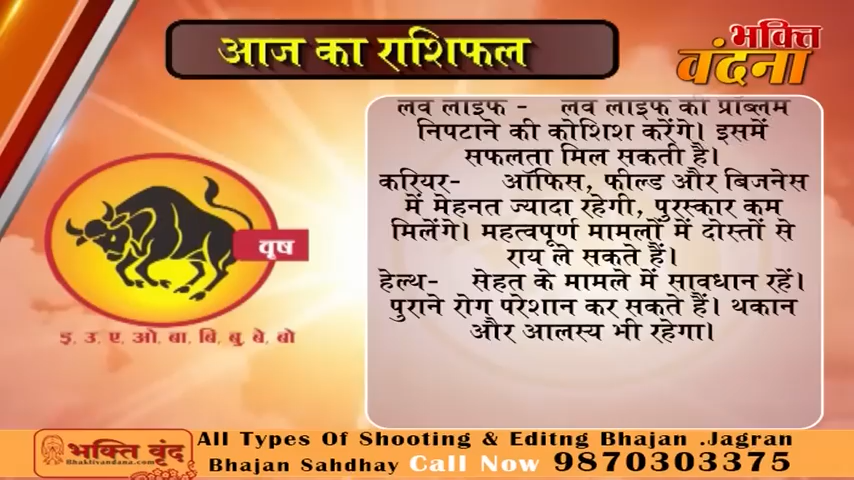 आज का राशिफल
भक्ति
वंदना
लव लाइफ - लव लाइफ की प्रॉब्लम
निपटाने की कोशिश करेंगे। इसमें
सफलता मिल सकती है।
करियर- ऑफिस, फील्ड और बिजनेस
में मेहनत ज्यादा रहेगी, पुरस्कार कम
मिलेंगे। महत्वपूर्ण मामलों में दोस्तों से
राय ले सकते हैं।
हेल्थ- सेहत के मामले में सावधान रहें।
पुराने रोग परेशान कर सकते हैं। थकान
और आलस्य भी रहेगा।
वृष
इ, उ, ए, ओ, बा, बि, बु, बे, बो
भक्ति वृंद
Bhaktivandana.com
All Types Of Shooting & Editng Bhajan .Jagran
Bhajan Sahdhay Call Now 9870303375